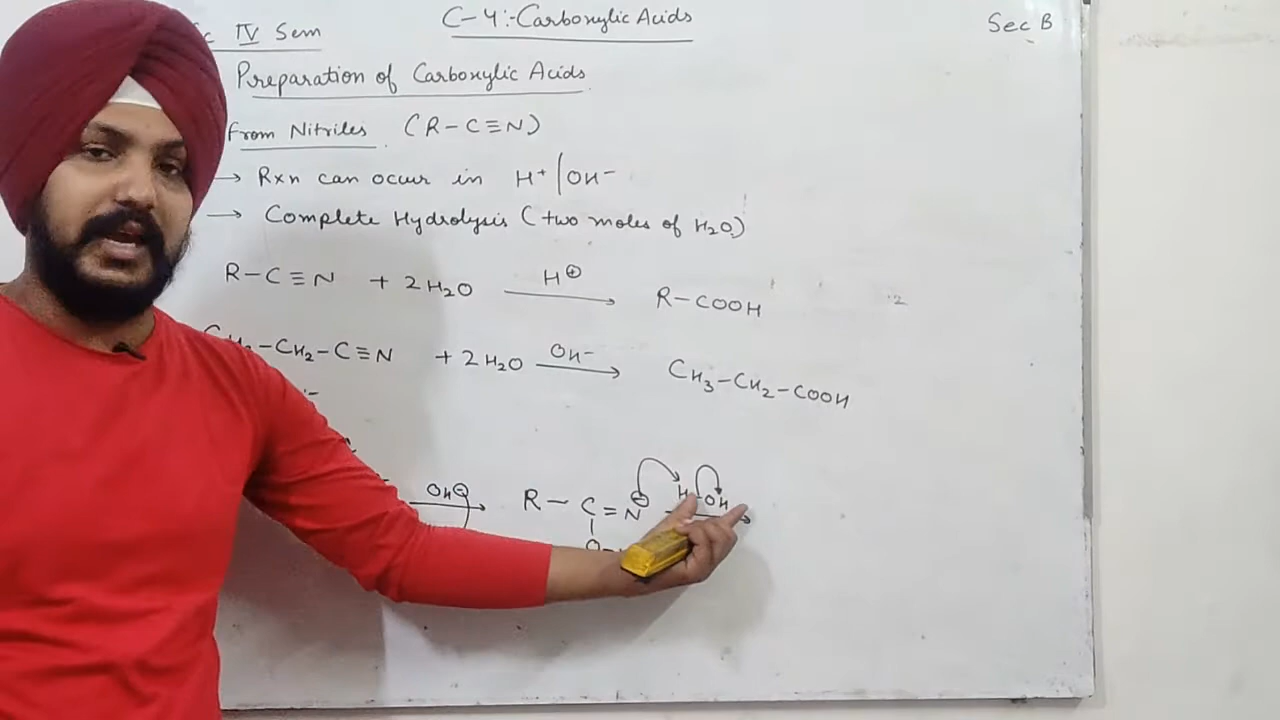 C-4:- Carboxylic Acids
IV Sem
Sec B
Preparation of Carboxylic Acids
From Nitriles (R-C≡N)
→ Rxn can occur in H⁺/OH⁻
→ Complete Hydrolysis (two moles of H₂O)
R-C≡N + 2H₂O H⊕ → R-COOH
-CH₂-C≡N + 2H₂O OH⁻ → CH₃-CH₂-COOH
OH⊖ → R-C=N⊖ H-OH →
O-